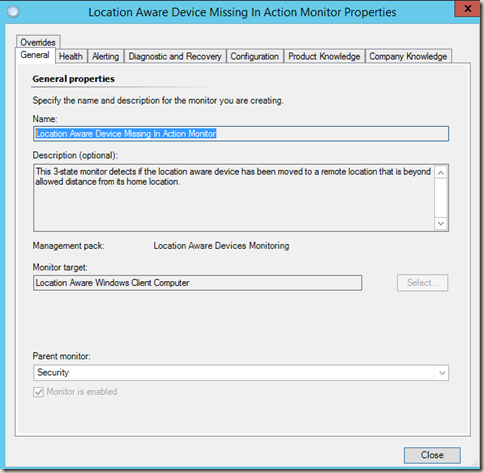 Location Aware Device Missing In Action Monitor Properties
Overrides
General Health Alerting Diagnostic and Recovery Configuration Product Knowledge Company Knowledge
General properties
Specify the name and description for the monitor you are creating.
Name:
Location Aware Device Missing In Action Monitor
Description (optional):
This 3-state monitor detects if the location aware device has been moved to a remote location that is beyond
allowed distance from its home location.
Management pack: Location Aware Devices Monitoring
Monitor target:
Location Aware Windows Client Computer
Select...
Parent monitor:
Security
Monitor is enabled
Close